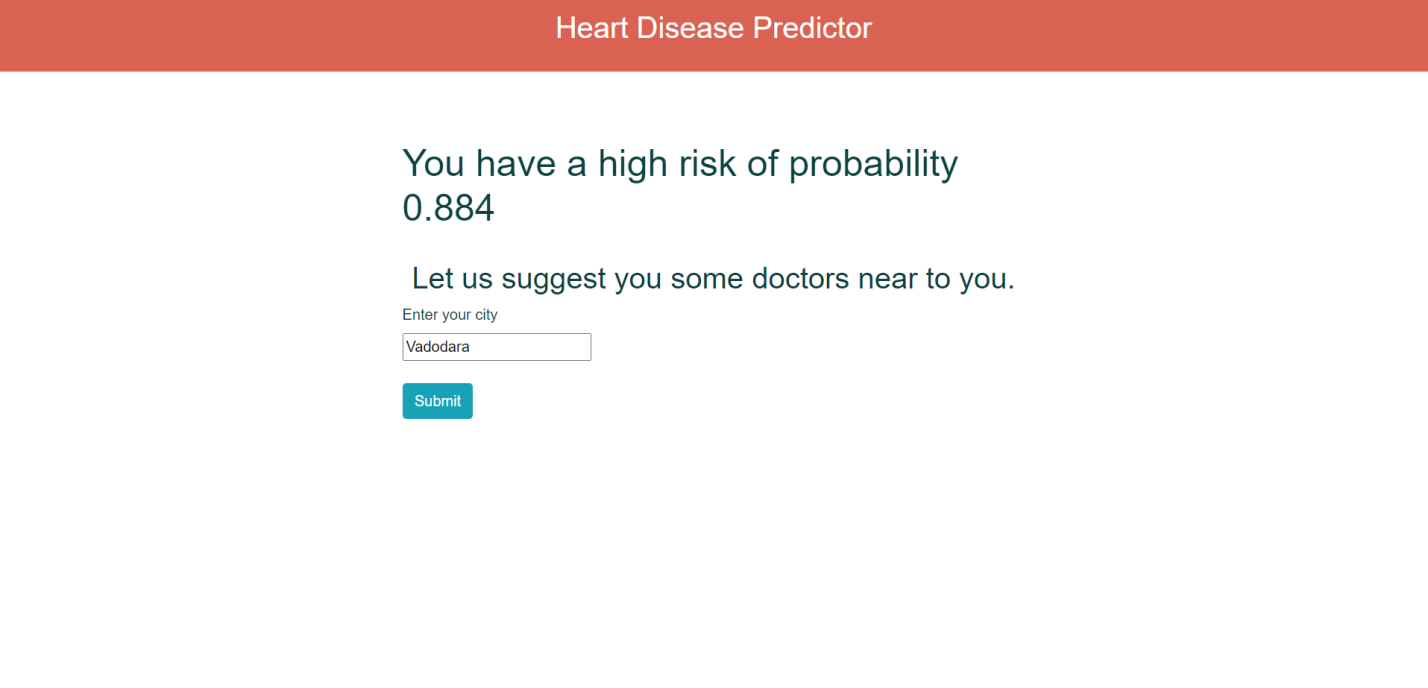 Heart Disease Predictor
You have a high risk of probability
0.884
Let us suggest you some doctors near to you.
Enter your city
Vadodara
Submit